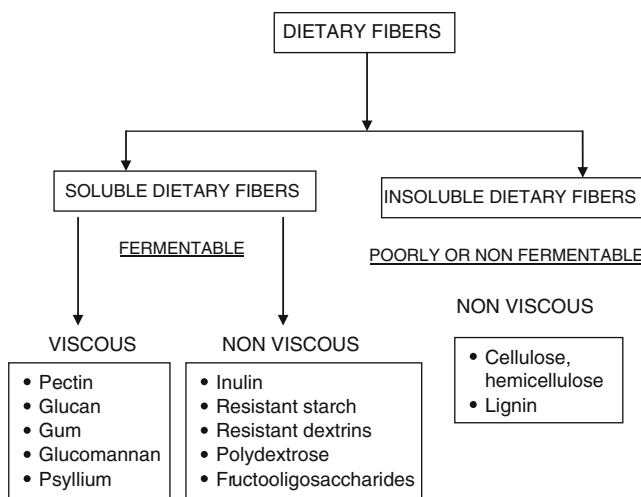 DIETARY FIBERS
SOLUBLE DIETARY FIBERS
INSOLUBLE DIETARY FIBERS
FERMENTABLE
POORLY OR NON FERMENTABLE
VISCOUS
• Pectin
• Glucan
• Gum
• Glucomannan
• Psyllium
NON VISCOUS
• Inulin
• Resistant starch
• Resistant dextrins
• Polydextrose
• Fructooligosaccharides
NON VISCOUS
• Cellulose,
hemicellulose
• Lignin